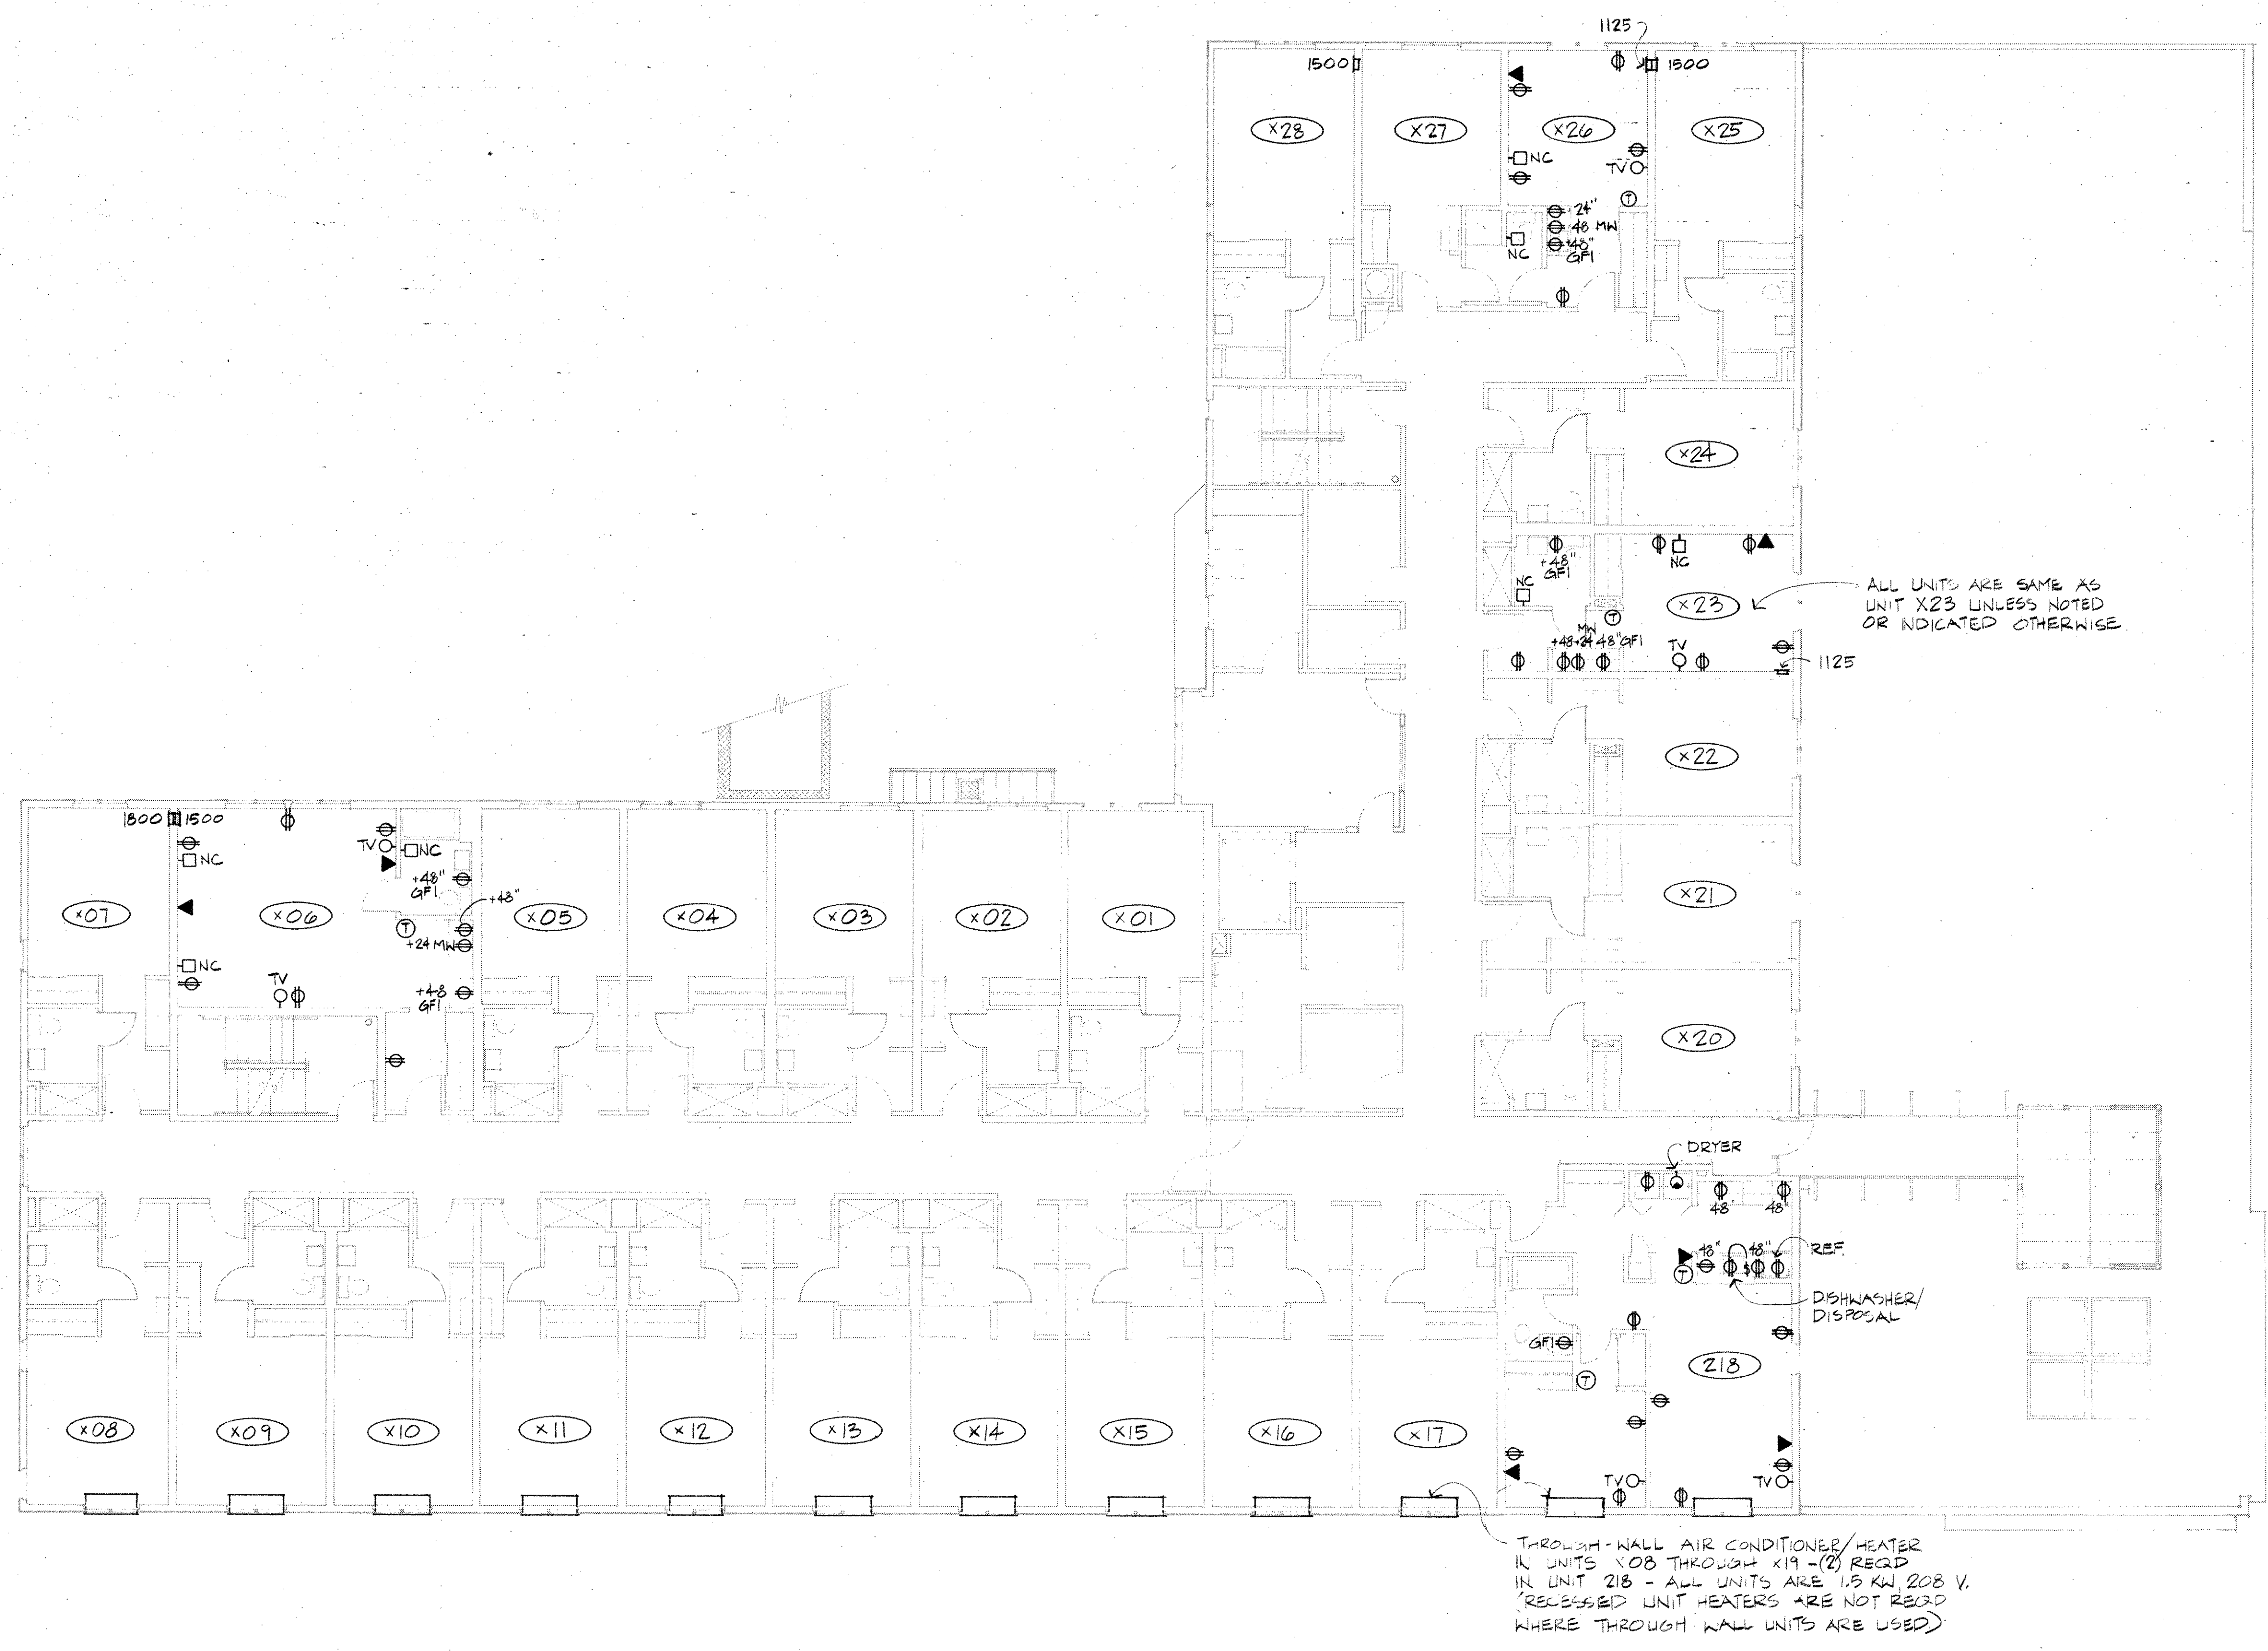 1125
1500
1500
x28
x27
x26
x25
NC
TV
T
24"
48 MW
+48"
GFI
NC
x24
+48"
GFI
NC
NC
x23
ALL UNITS ARE SAME AS
UNIT X23 UNLESS NOTED
OR INDICATED OTHERWISE
T
MW
+48+24 48"GFI
TV
1125
x22
1800
1500
TV
NC
NC
+48"
GFI
+48"
x07
x06
x05
x04
x03
x02
x01
x21
T
+24 MW
NC
TV
+48
GFI
x20
DRYER
48
48
48"
48"
REF.
T
$
DISHWASHER/
DISPOSAL
GFI
218
T
x08
x09
x10
x11
x12
x13
x14
x15
x16
x17
TV
TV
THROUGH-WALL AIR CONDITIONER/HEATER
IN UNITS X08 THROUGH X19 -(2) REQD
IN UNIT 218 - ALL UNITS ARE 1.5 KW, 208 V.
(RECESSED UNIT HEATERS ARE NOT REQD
WHERE THROUGH-WALL UNITS ARE USED)